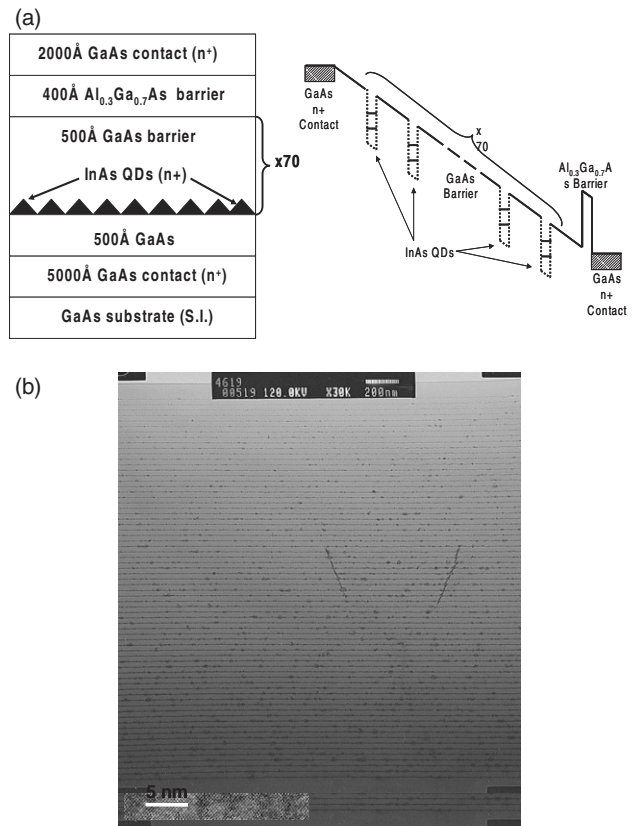 (a)
2000Å GaAs contact (n⁺)
400Å Al₀.₃Ga₀.₇As barrier
500Å GaAs barrier
InAs QDs (n+)
x70
500Å GaAs
5000Å GaAs contact (n⁺)
GaAs substrate (S.I.)
GaAs
n+
Contact
x
70
GaAs
Barrier
InAs QDs
Al₀.₃Ga₀.₇A
s Barrier
GaAs
n+
Contact
(b)
4619
00519 120.0KV X30K 200nm
5 nm